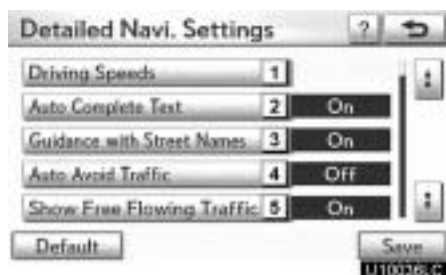 Detailed Navi. Settings ?
Driving Speeds 1
Auto Complete Text 2 On
Guidance with Street Names 3 On
Auto Avoid Traffic 4 Off
Show Free Flowing Traffic 5 On
Default Save